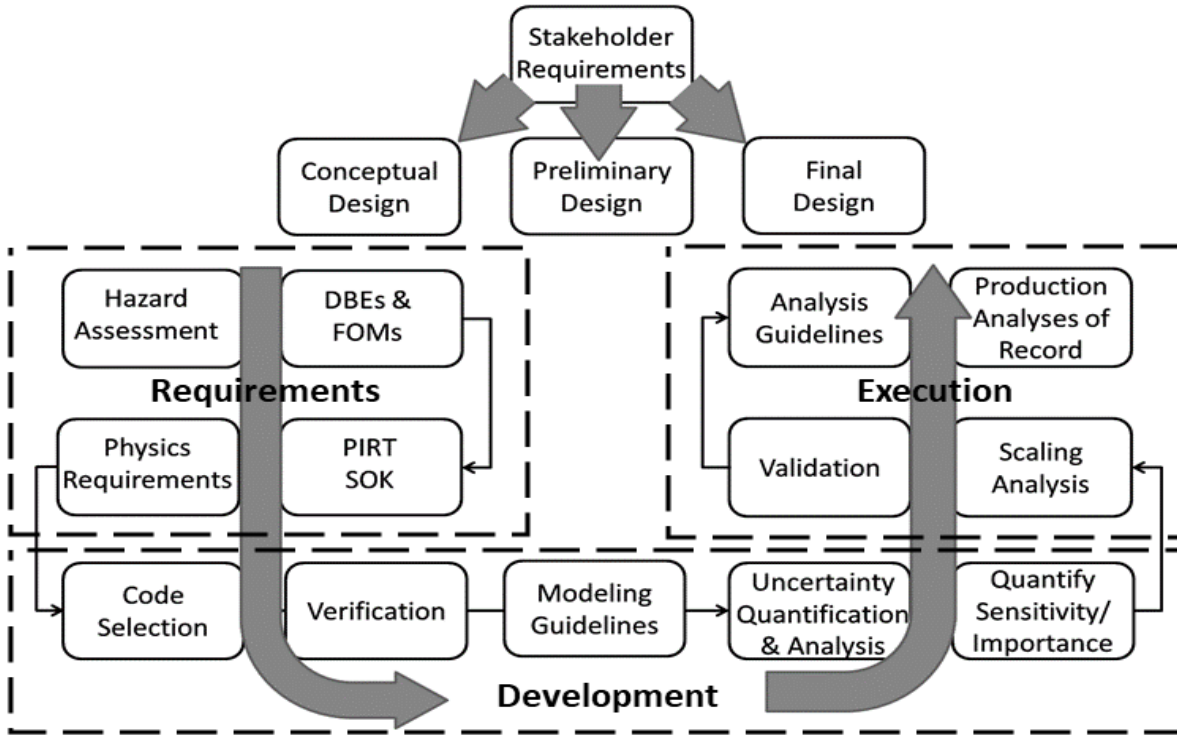 Stakeholder
Requirements
Conceptual
Design
Preliminary
Design
Final
Design
Hazard
Assessment
DBEs &
FOMs
Requirements
Physics
Requirements
PIRT
SOK
Analysis
Guidelines
Production
Analyses of
Record
Execution
Validation
Scaling
Analysis
Code
Selection
Verification
Modeling
Guidelines
Uncertainty
Quantification
& Analysis
Quantify
Sensitivity/
Importance
Development